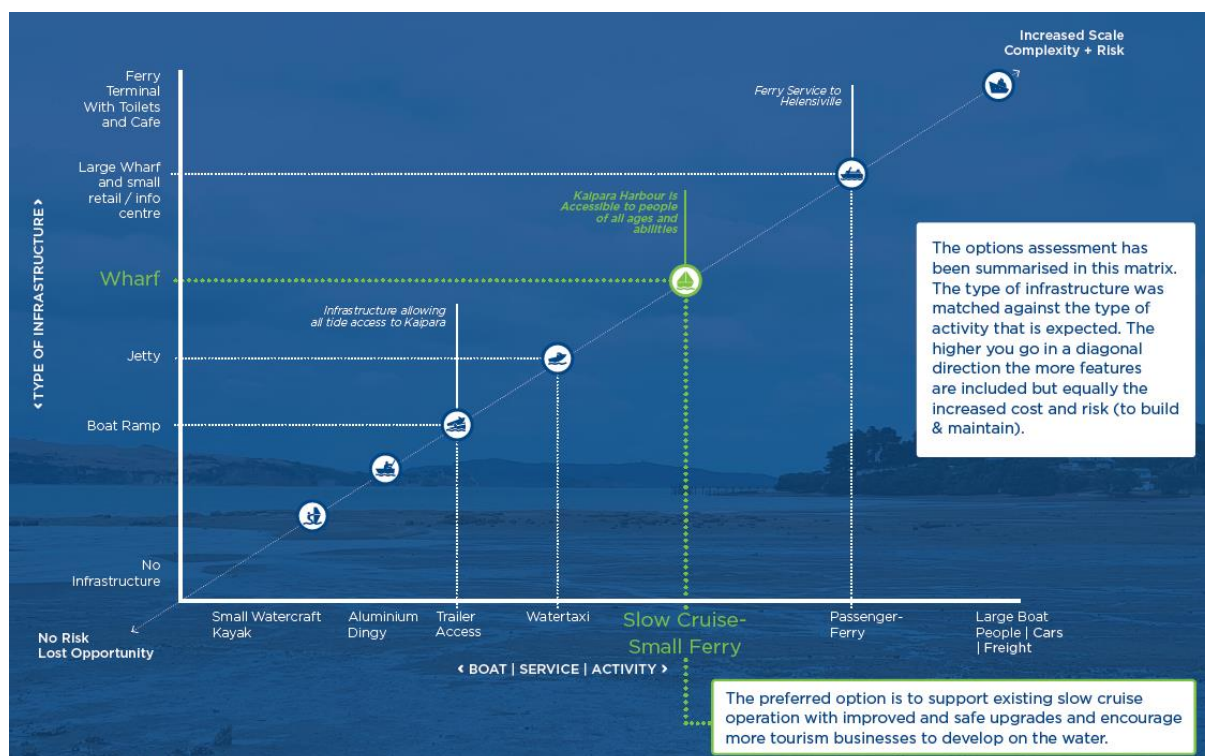 Increased Scale
Complexity + Risk
Ferry
Terminal
With Toilets
and Cafe
Ferry Service to
Helensiville
Large Wharf
and small
retail / info
centre
Kaipara Harbour is
Accessible to people
of all ages and
abilities
< TYPE OF INFRASTRUCTURE >
Wharf
Infrastructure allowing
all tide access to Kaipara
Jetty
Boat Ramp
The options assessment has
been summarised in this matrix.
The type of infrastructure was
matched against the type of
activity that is expected. The
higher you go in a diagonal
direction the more features
are included but equally the
increased cost and risk (to build
& maintain).
No
Infrastructure
No Risk
Lost Opportunity
Small Watercraft
Kayak
Aluminium
Dingy
Trailer
Access
Watertaxi
Slow Cruise-
Small Ferry
Passenger-
Ferry
Large Boat
People | Cars
| Freight
< BOAT | SERVICE | ACTIVITY >
The preferred option is to support existing slow cruise
operation with improved and safe upgrades and encourage
more tourism businesses to develop on the water.